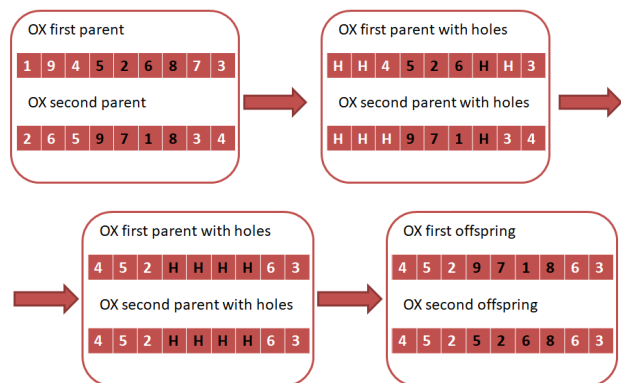 OX first parent
1 9 4 5 2 6 8 7 3
OX second parent
2 6 5 9 7 1 8 3 4
OX first parent with holes
H H 4 5 2 6 H H 3
OX second parent with holes
H H H 9 7 1 H 3 4
OX first parent with holes
4 5 2 H H H H 6 3
OX second parent with holes
4 5 2 H H H H 6 3
OX first offspring
4 5 2 9 7 1 8 6 3
OX second offspring
4 5 2 5 2 6 8 6 3